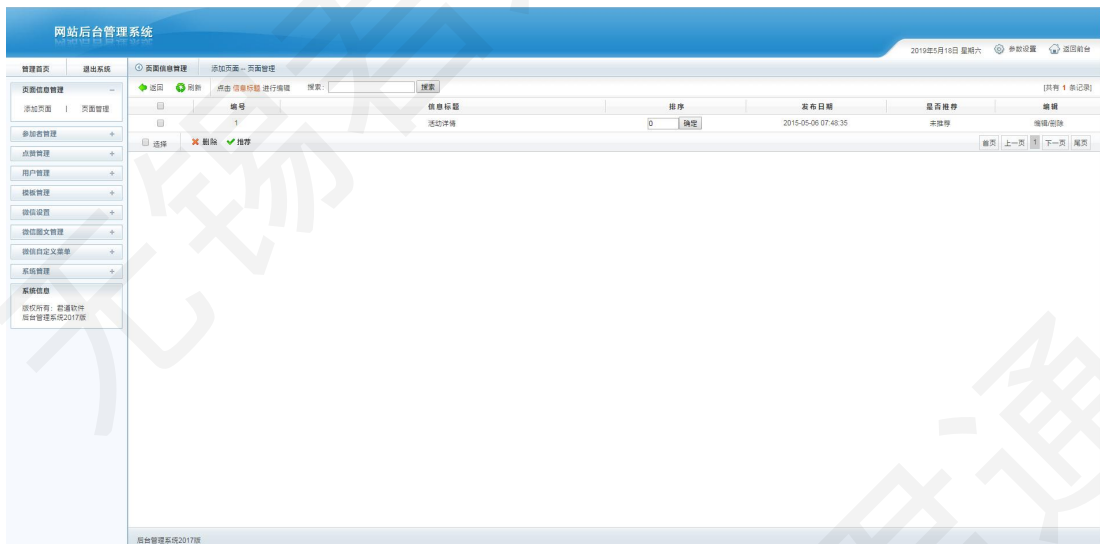 网站后台管理系统
2019年5月18日 星期六 参数设置 返回前台
管理首页 退出系统 页面信息管理 添加页面 -- 页面管理
页面信息管理 −
添加页面 | 页面管理
参加者管理 +
点赞管理 +
用户管理 +
模板管理 +
微信设置 +
微信图文管理 +
微信自定义菜单 +
系统管理 +
系统信息
版权所有：君通软件
后台管理系统2017版
返回 刷新 点击 信息标题 进行编辑 搜索: 搜索 [共有 1 条记录]
编号 信息标题 排序 发布日期 是否推荐 编辑
1 活动详情 0 确定 2015-05-06 07:48:35 未推荐 编辑/删除
选择 删除 推荐 首页 上一页 1 下一页 尾页
后台管理系统2017版
无锡君通